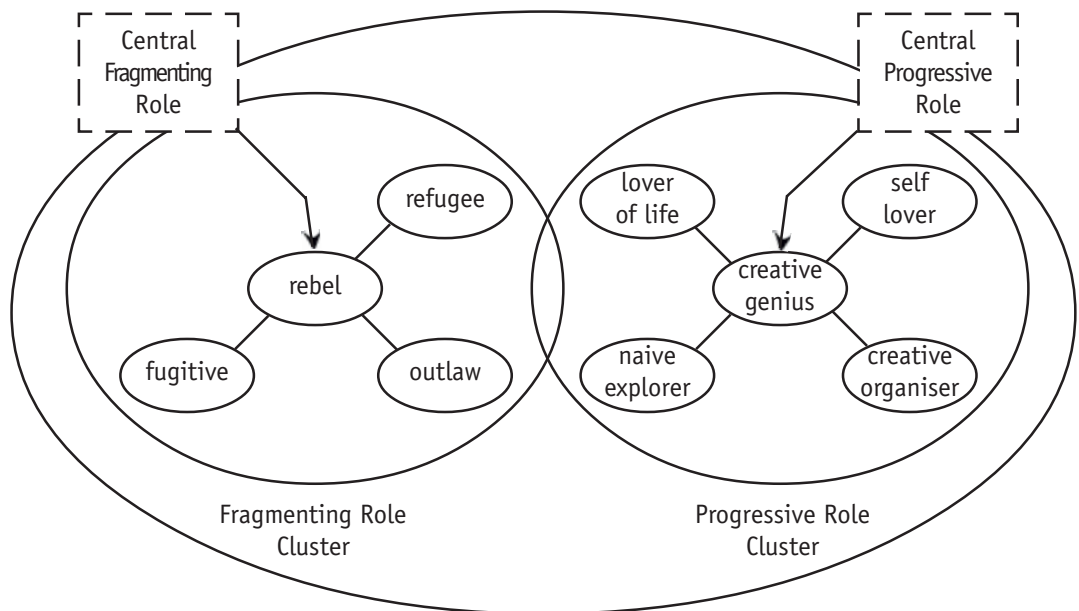 Central
Fragmenting
Role
Central
Progressive
Role
refugee
rebel
fugitive
outlaw
lover
of life
self
lover
creative
genius
naive
explorer
creative
organiser
Fragmenting Role
Cluster
Progressive Role
Cluster